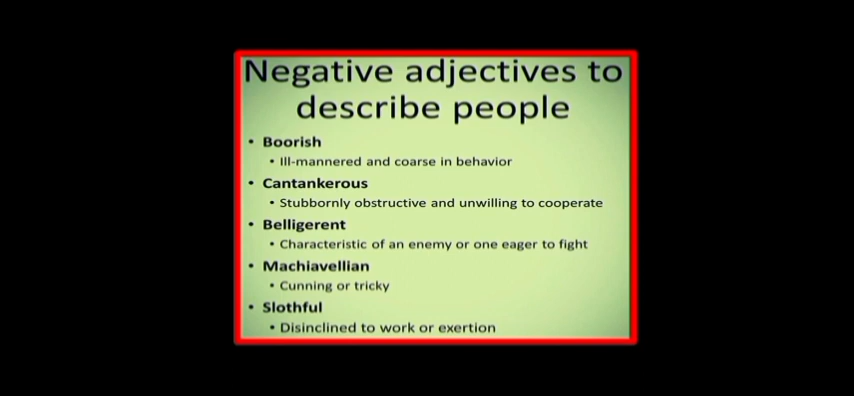 Negative adjectives to
describe people
• Boorish
• Ill-mannered and coarse in behavior
• Cantankerous
• Stubbornly obstructive and unwilling to cooperate
• Belligerent
• Characteristic of an enemy or one eager to fight
• Machiavellian
• Cunning or tricky
• Slothful
• Disinclined to work or exertion